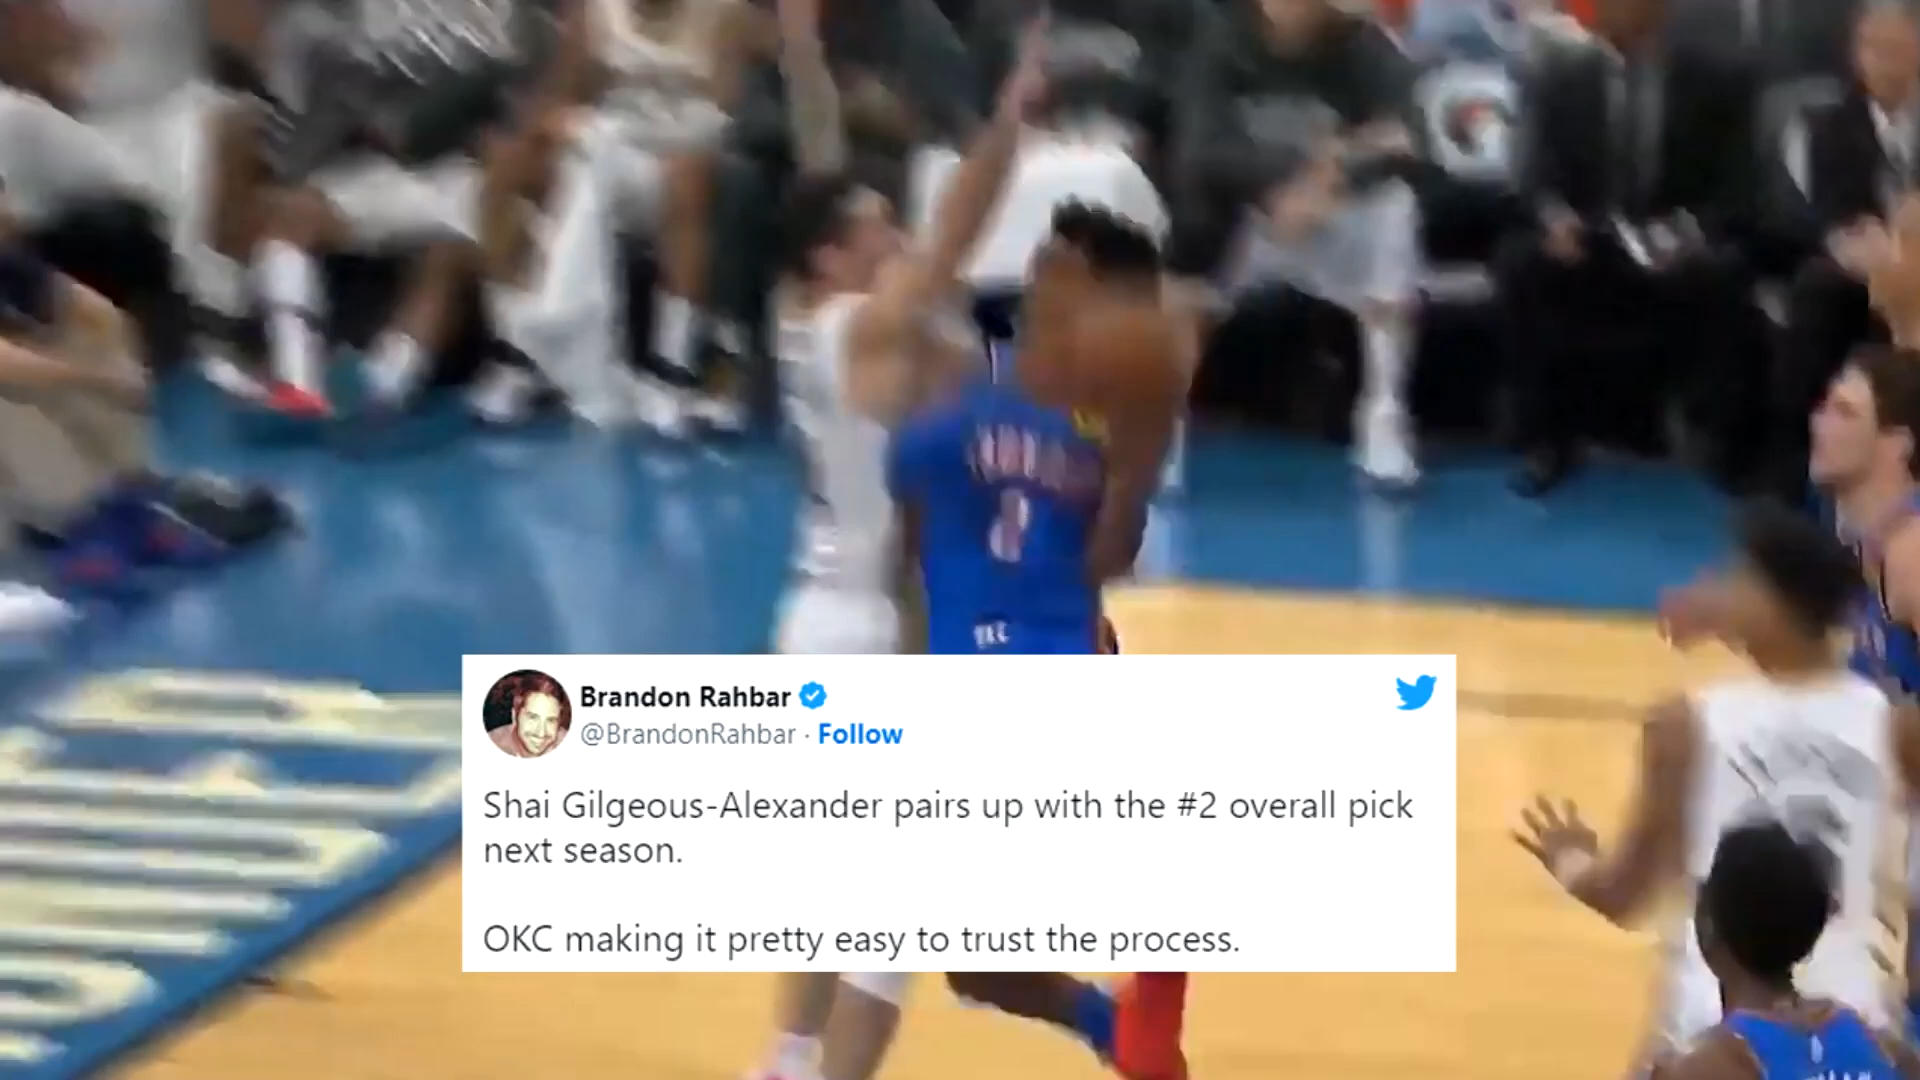 Brandon Rahbar
@BrandonRahbar · Follow
Shai Gilgeous-Alexander pairs up with the #2 overall pick
next season.
OKC making it pretty easy to trust the process.